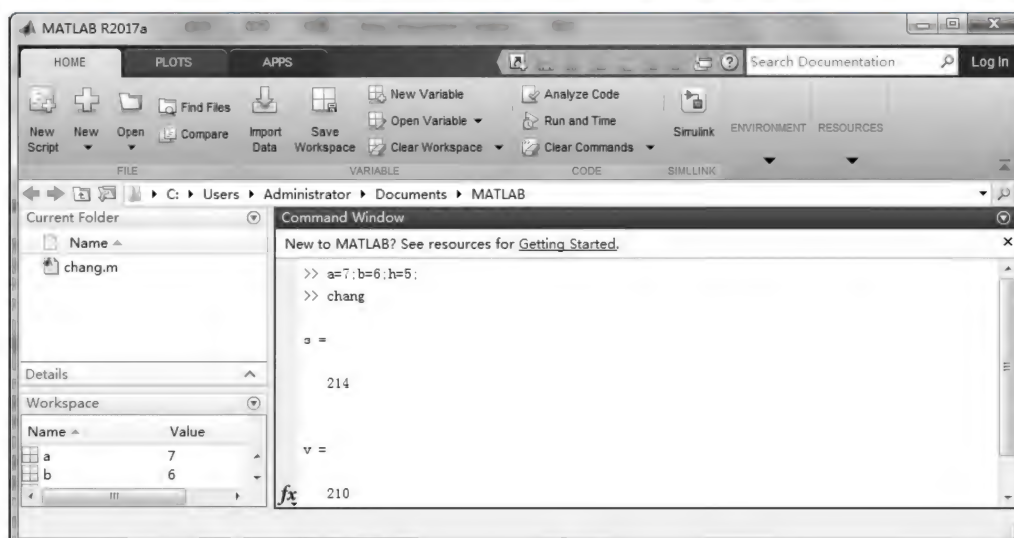 MATLAB R2017a
HOME PLOTS APPS Search Documentation Log In
New Script
New
Open
Find Files
Compare
Import Data
Save Workspace
New Variable
Open Variable
Clear Workspace
Analyze Code
Run and Time
Clear Commands
Simulink
ENVIRONMENT RESOURCES
FILE VARIABLE CODE SIMULINK
C: Users Administrator Documents MATLAB
Current Folder
Name
chang.m
Details
Workspace
Name Value
a 7
b 6
Command Window
New to MATLAB? See resources for Getting Started.
>> a=7;b=6;h=5;
>> chang
s =
214
v =
210
fx